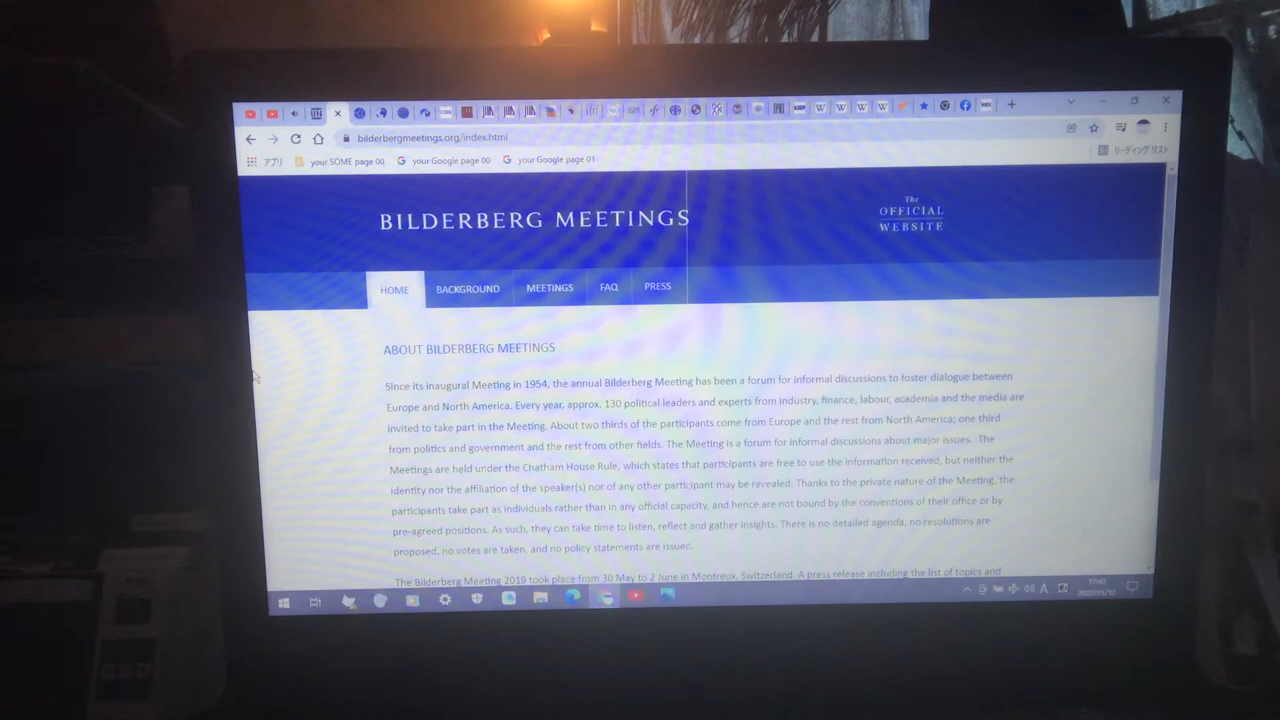 bilderbergmeetings.org/index.html
アプリ your SOME page 00 your Google page 00 your Google page 01 リーディング リスト
BILDERBERG MEETINGS
The
OFFICIAL
WEBSITE
HOME BACKGROUND MEETINGS FAQ PRESS
ABOUT BILDERBERG MEETINGS
Since its inaugural Meeting in 1954, the annual Bilderberg Meeting has been a forum for informal discussions to foster dialogue between
Europe and North America. Every year, approx. 130 political leaders and experts from industry, finance, labour, academia and the media are
invited to take part in the Meeting. About two thirds of the participants come from Europe and the rest from North America; one third
from politics and government and the rest from other fields. The Meeting is a forum for informal discussions about major issues. The
Meetings are held under the Chatham House Rule, which states that participants are free to use the information received, but neither the
identity nor the affiliation of the speaker(s) nor of any other participant may be revealed. Thanks to the private nature of the Meeting, the
participants take part as individuals rather than in any official capacity, and hence are not bound by the conventions of their office or by
pre-agreed positions. As such, they can take time to listen, reflect and gather insights. There is no detailed agenda, no resolutions are
proposed, no votes are taken, and no policy statements are issued.
The Bilderberg Meeting 2019 took place from 30 May to 2 June in Montreux, Switzerland. A press release including the list of topics and
A
17:43